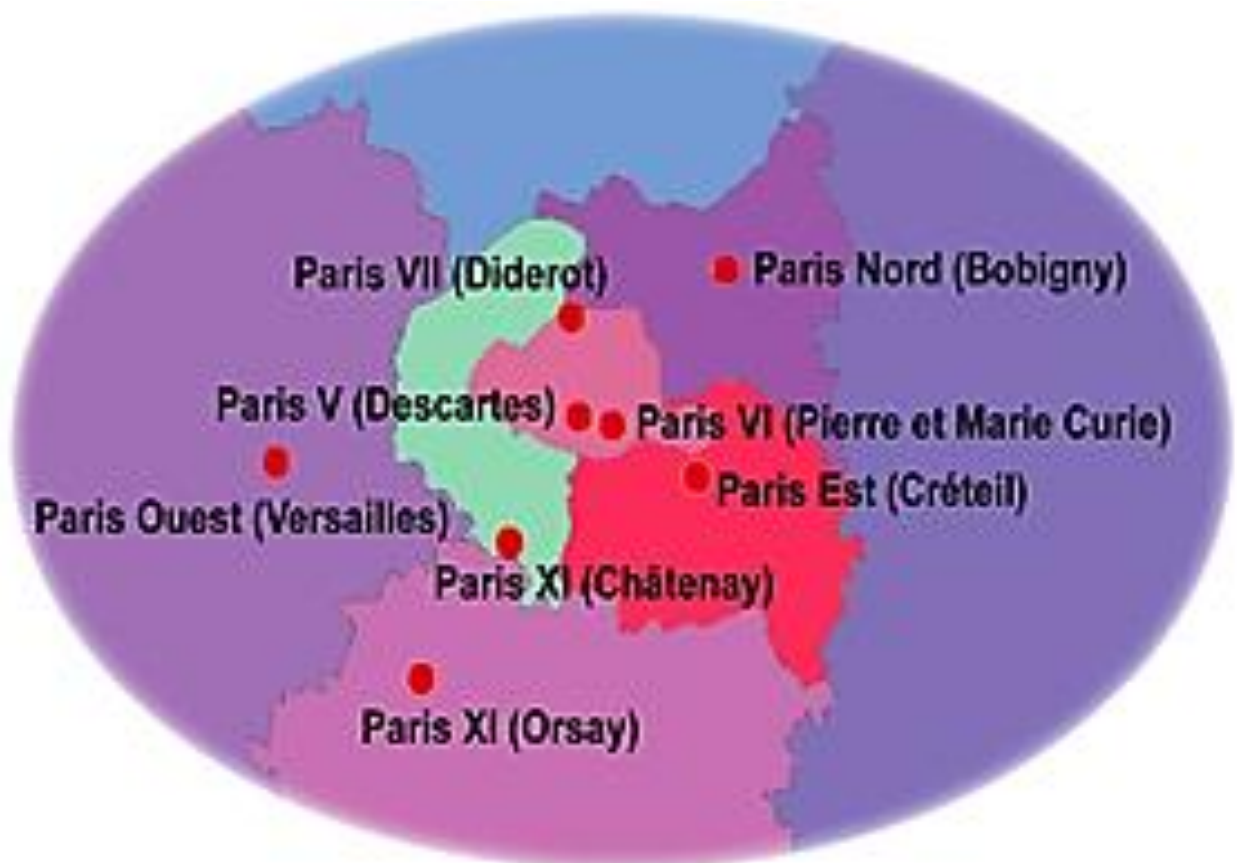 Paris VII (Diderot)
Paris Nord (Bobigny)
Paris V (Descartes)
Paris VI (Pierre et Marie Curie)
Paris Est (Créteil)
Paris Ouest (Versailles)
Paris XI (Châtenay)
Paris XI (Orsay)